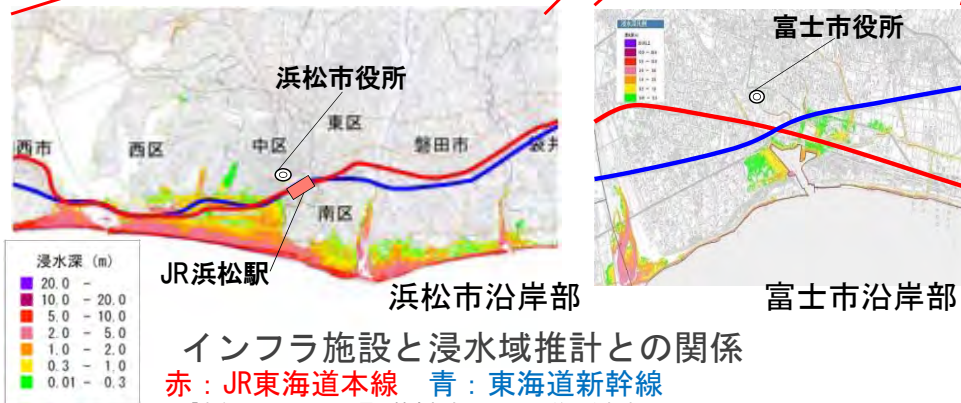 浜松市役所
東区
中区
西市
西区
磐田市
袋井
南区
JR浜松駅
浜松市沿岸部
富士市役所
富士市沿岸部
浸水深 (m)
20.0 -
10.0 - 20.0
5.0 - 10.0
2.0 - 5.0
1.0 - 2.0
0.3 - 1.0
0.01 - 0.3
インフラ施設と浸水域推計との関係
赤：JR東海道本線 青：東海道新幹線